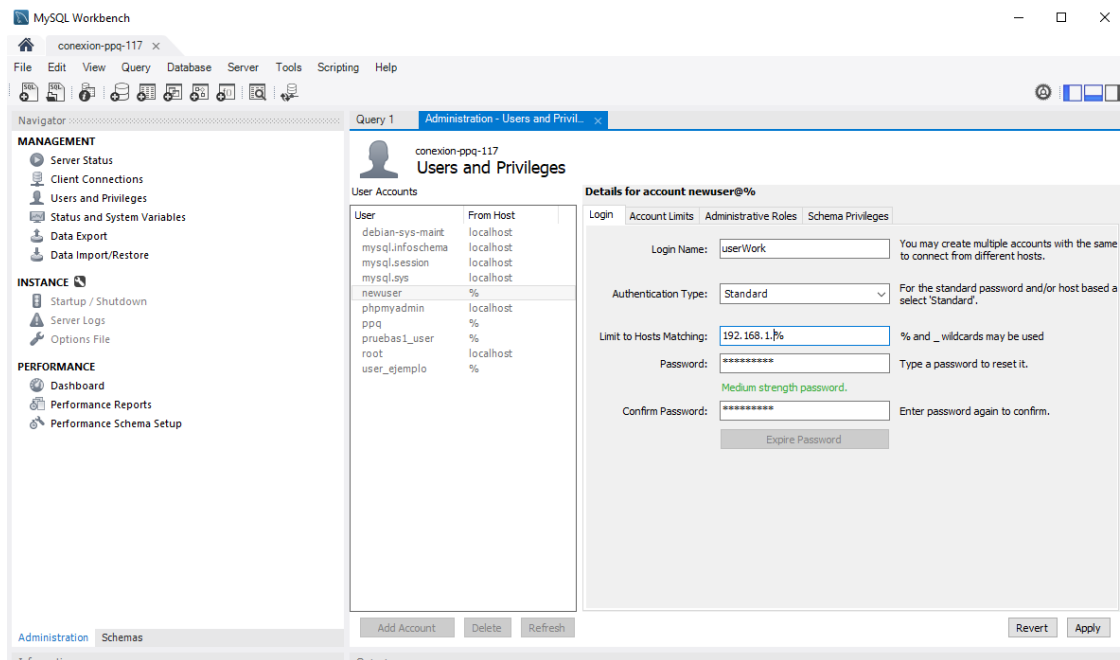 MySQL Workbench
conexion-ppq-117
File Edit View Query Database Server Tools Scripting Help
Navigator
MANAGEMENT
Server Status
Client Connections
Users and Privileges
Status and System Variables
Data Export
Data Import/Restore
INSTANCE
Startup / Shutdown
Server Logs
Options File
PERFORMANCE
Dashboard
Performance Reports
Performance Schema Setup
Administration Schemas
Query 1 Administration - Users and Privil...
conexion-ppq-117
Users and Privileges
User Accounts
User From Host
debian-sys-maint localhost
mysql.infoschema localhost
mysql.session localhost
mysql.sys localhost
newuser %
phpmyadmin localhost
ppq %
pruebas1_user %
root localhost
user_ejemplo %
Add Account Delete Refresh
Details for account newuser@%
Login Account Limits Administrative Roles Schema Privileges
Login Name: userWork You may create multiple accounts with the same
to connect from different hosts.
Authentication Type: Standard For the standard password and/or host based a
select 'Standard'.
Limit to Hosts Matching: 192.168.1.% % and _ wildcards may be used
Password: ********* Type a password to reset it.
Medium strength password.
Confirm Password: ********* Enter password again to confirm.
Expire Password
Revert Apply